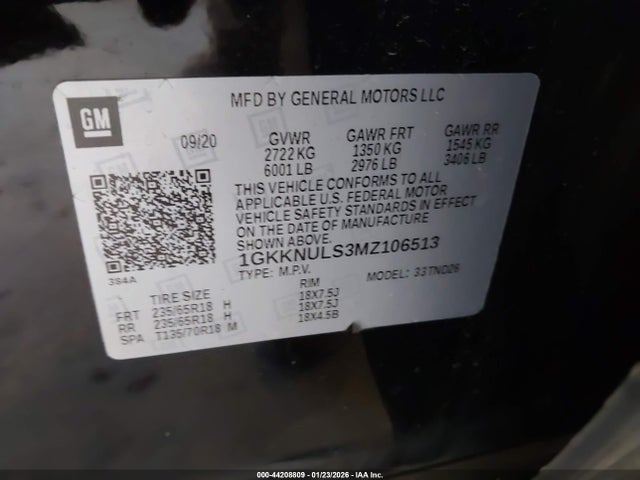 MFD BY GENERAL MOTORS LLC
GM
09/20 GVWR GAWR FRT GAWR RR
2722 KG 1350 KG 1545 KG
6001 LB 2976 LB 3406 LB
THIS VEHICLE CONFORMS TO ALL
APPLICABLE U.S. FEDERAL MOTOR
VEHICLE SAFETY STANDARDS IN EFFECT
ON THE DATE OF MANUFACTURE
SHOWN ABOVE.
1GKKNULS3MZ106513
384A
TYPE: M.P.V. MODEL: 33TND26
TIRE SIZE RIM
FRT 235/65R18 H 18X7.5J
RR 235/65R18 H 18X7.5J
SPA T135/70R18 M 18X4.5B
000-44208809 - 01/23/2026 - IAA Inc.